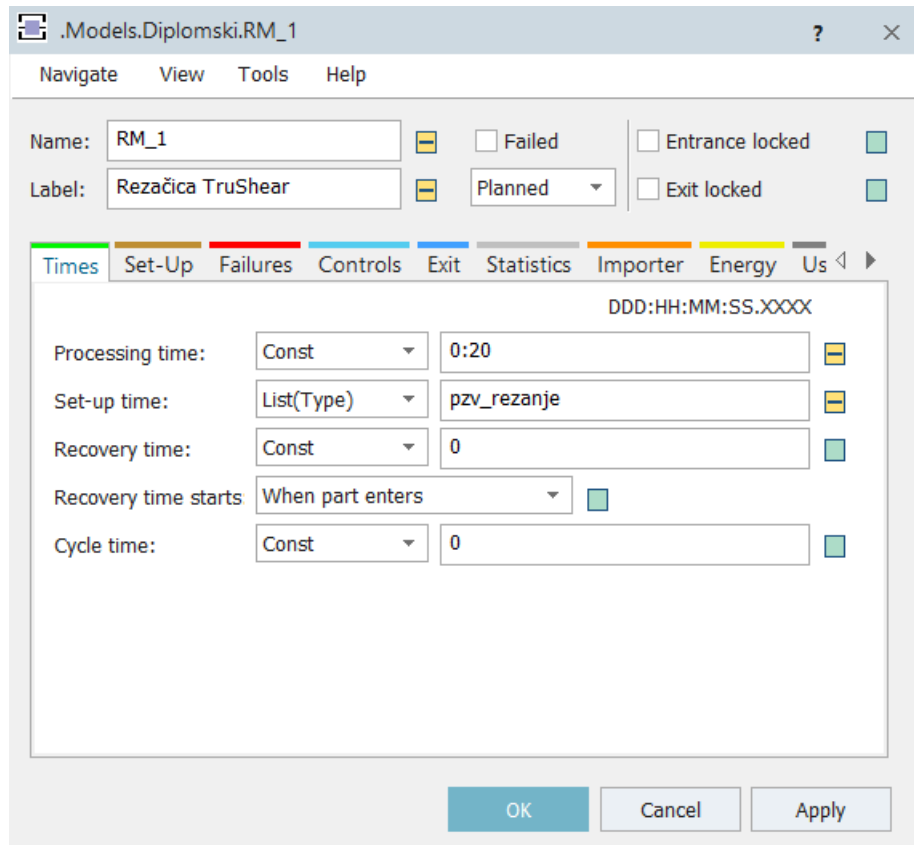 .Models.Diplomski.RM_1 ?
Navigate View Tools Help
Name: RM_1 Failed Entrance locked
Label: Rezačica TruShear Planned Exit locked
Times Set-Up Failures Controls Exit Statistics Importer Energy Us
DDD:HH:MM:SS.XXXX
Processing time: Const 0:20
Set-up time: List(Type) pzv_rezanje
Recovery time: Const 0
Recovery time starts When part enters
Cycle time: Const 0
OK Cancel Apply